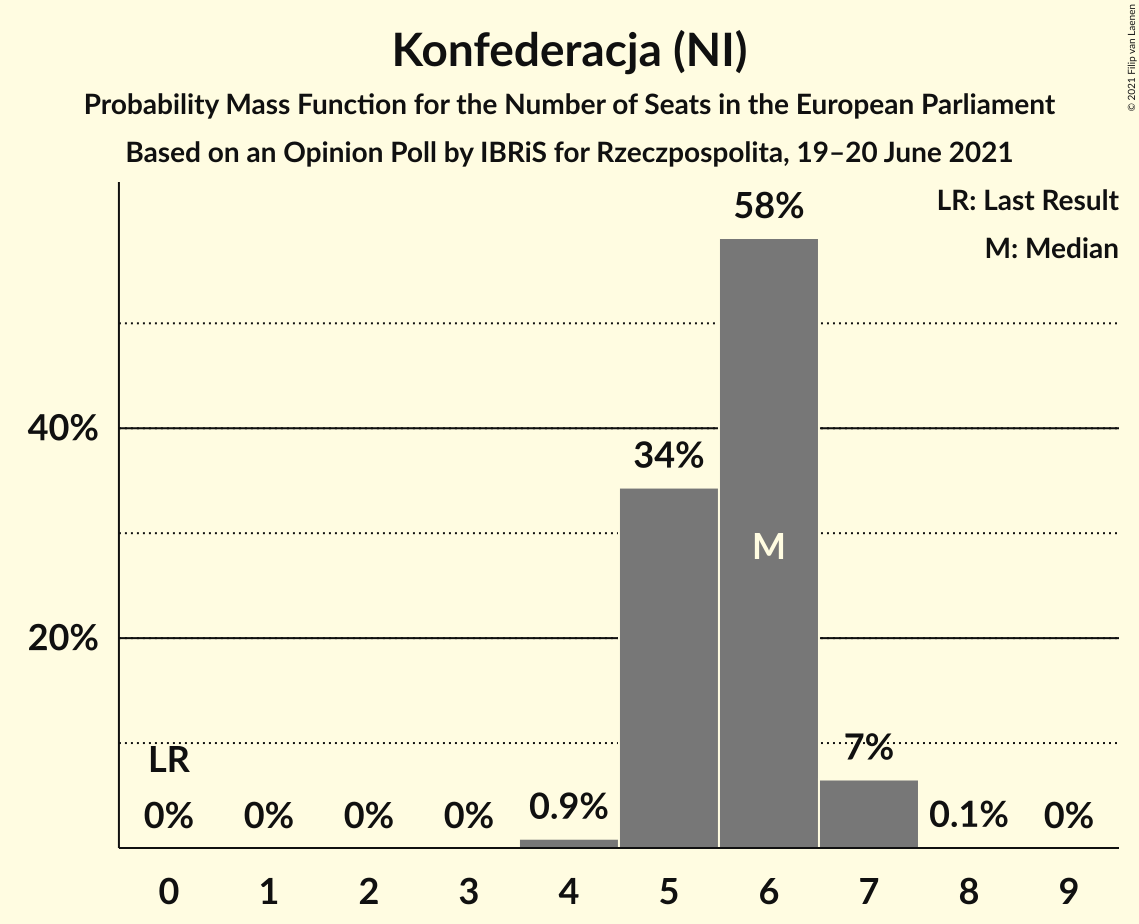 Konfederacja (NI)
Probability Mass Function for the Number of Seats in the European Parliament
Based on an Opinion Poll by IBRiS for Rzeczpospolita, 19–20 June 2021
© 2021 Filip van Laenen
LR: Last Result
M: Median
58%
40%
34%
M
20%
LR
7%
0%
0%
0%
0%
0.9%
0.1%
0%
0 1 2 3 4 5 6 7 8 9